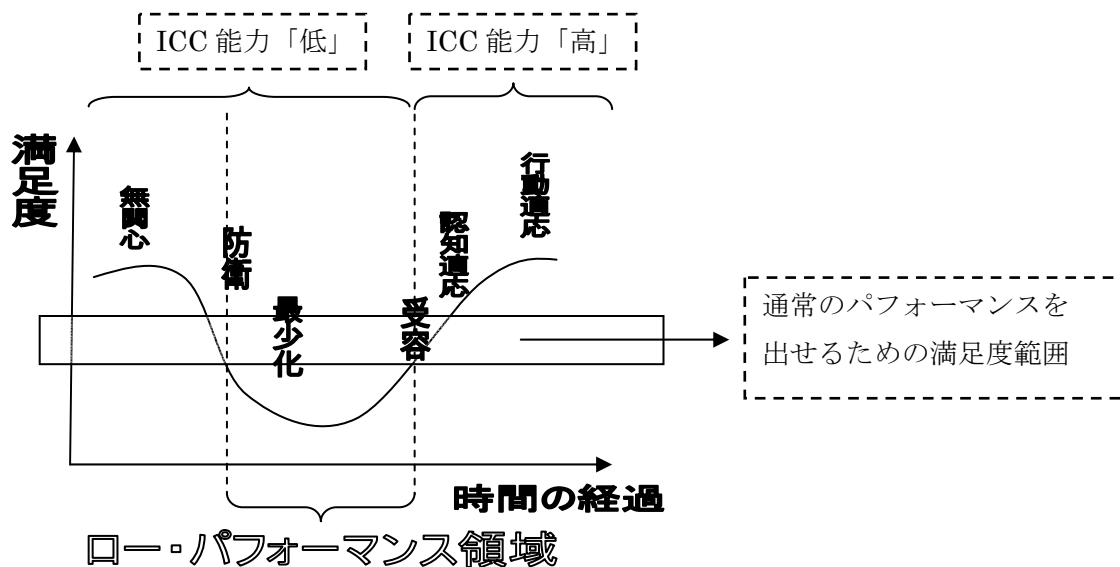 ICC 能力「低」
ICC 能力「高」
満足度
無関心
防衛
最少化
受容
認知適応
行動適応
通常のパフォーマンスを
出せるための満足度範囲
時間の経過
ロー・パフォーマンス領域